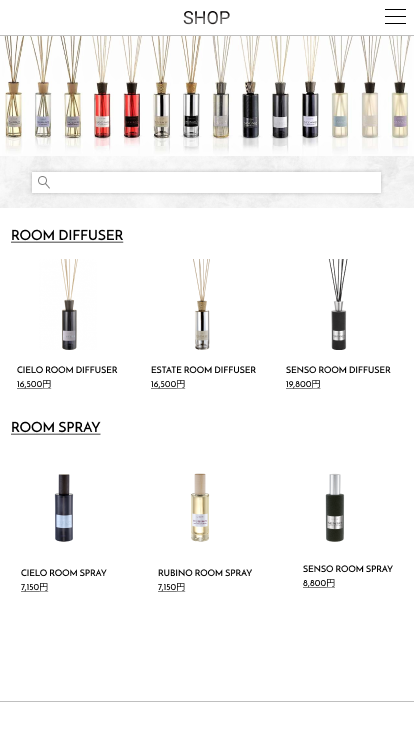 SHOP
ROOM DIFFUSER
CIELO ROOM DIFFUSER
16,500円
ESTATE ROOM DIFFUSER
16,500円
SENSO ROOM DIFFUSER
19,800円
ROOM SPRAY
CIELO ROOM SPRAY
7,150円
RUBINO ROOM SPRAY
7,150円
SENSO ROOM SPRAY
8,800円